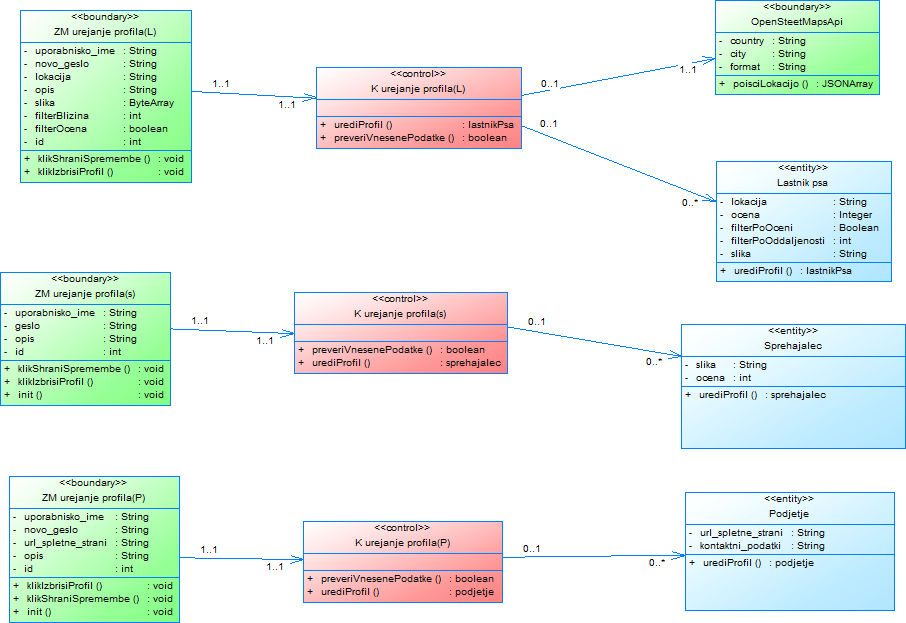 <<boundary>>
ZM urejanje profila(L)
- uporabnisko_ime : String
- novo_geslo : String
- lokacija : String
- opis : String
- slika : ByteArray
- filterBlizina : int
- filterOcena : boolean
- id : int
+ klikShraniSpremembe () : void
+ klikIzbrisiProfil () : void
1..1
1..1
<<control>>
K urejanje profila(L)
+ urediProfil () : lastnikPsa
+ preveriVnesenePodatke () : boolean
0..1
1..1
0..1
0..*
<<boundary>>
OpenSteetMapsApi
- country : String
- city : String
- format : String
+ poisciLokacijo () : JSONArray
<<entity>>
Lastnik psa
- lokacija : String
- ocena : Integer
- filterPoOceni : Boolean
- filterPoOddaljenosti : int
- slika : String
+ urediProfil () : lastnikPsa
<<boundary>>
ZM urejanje profila(s)
- uporabnisko_ime : String
- geslo : String
- opis : String
- id : int
+ klikShraniSpremembe () : void
+ klikIzbrisiProfil () : void
+ init () : void
1..1
1..1
<<control>>
K urejanje profila(s)
+ preveriVnesenePodatke () : boolean
+ urediProfil () : sprehajalec
0..1
0..*
<<entity>>
Sprehajalec
- slika : String
- ocena : int
+ urediProfil () : sprehajalec
<<boundary>>
ZM urejanje profila(P)
- uporabnisko_ime : String
- novo_geslo : String
- url_spletne_strani : String
- opis : String
- id : int
+ klikIzbrisiProfil () : void
+ klikShraniSpremembe () : void
+ init () : void
1..1
1..1
<<control>>
K urejanje profila(P)
+ preveriVnesenePodatke () : boolean
+ urediProfil () : podjetje
0..1
0..*
<<entity>>
Podjetje
- url_spletne_strani : String
- kontaktni_podatki : String
+ urediProfil () : podjetje